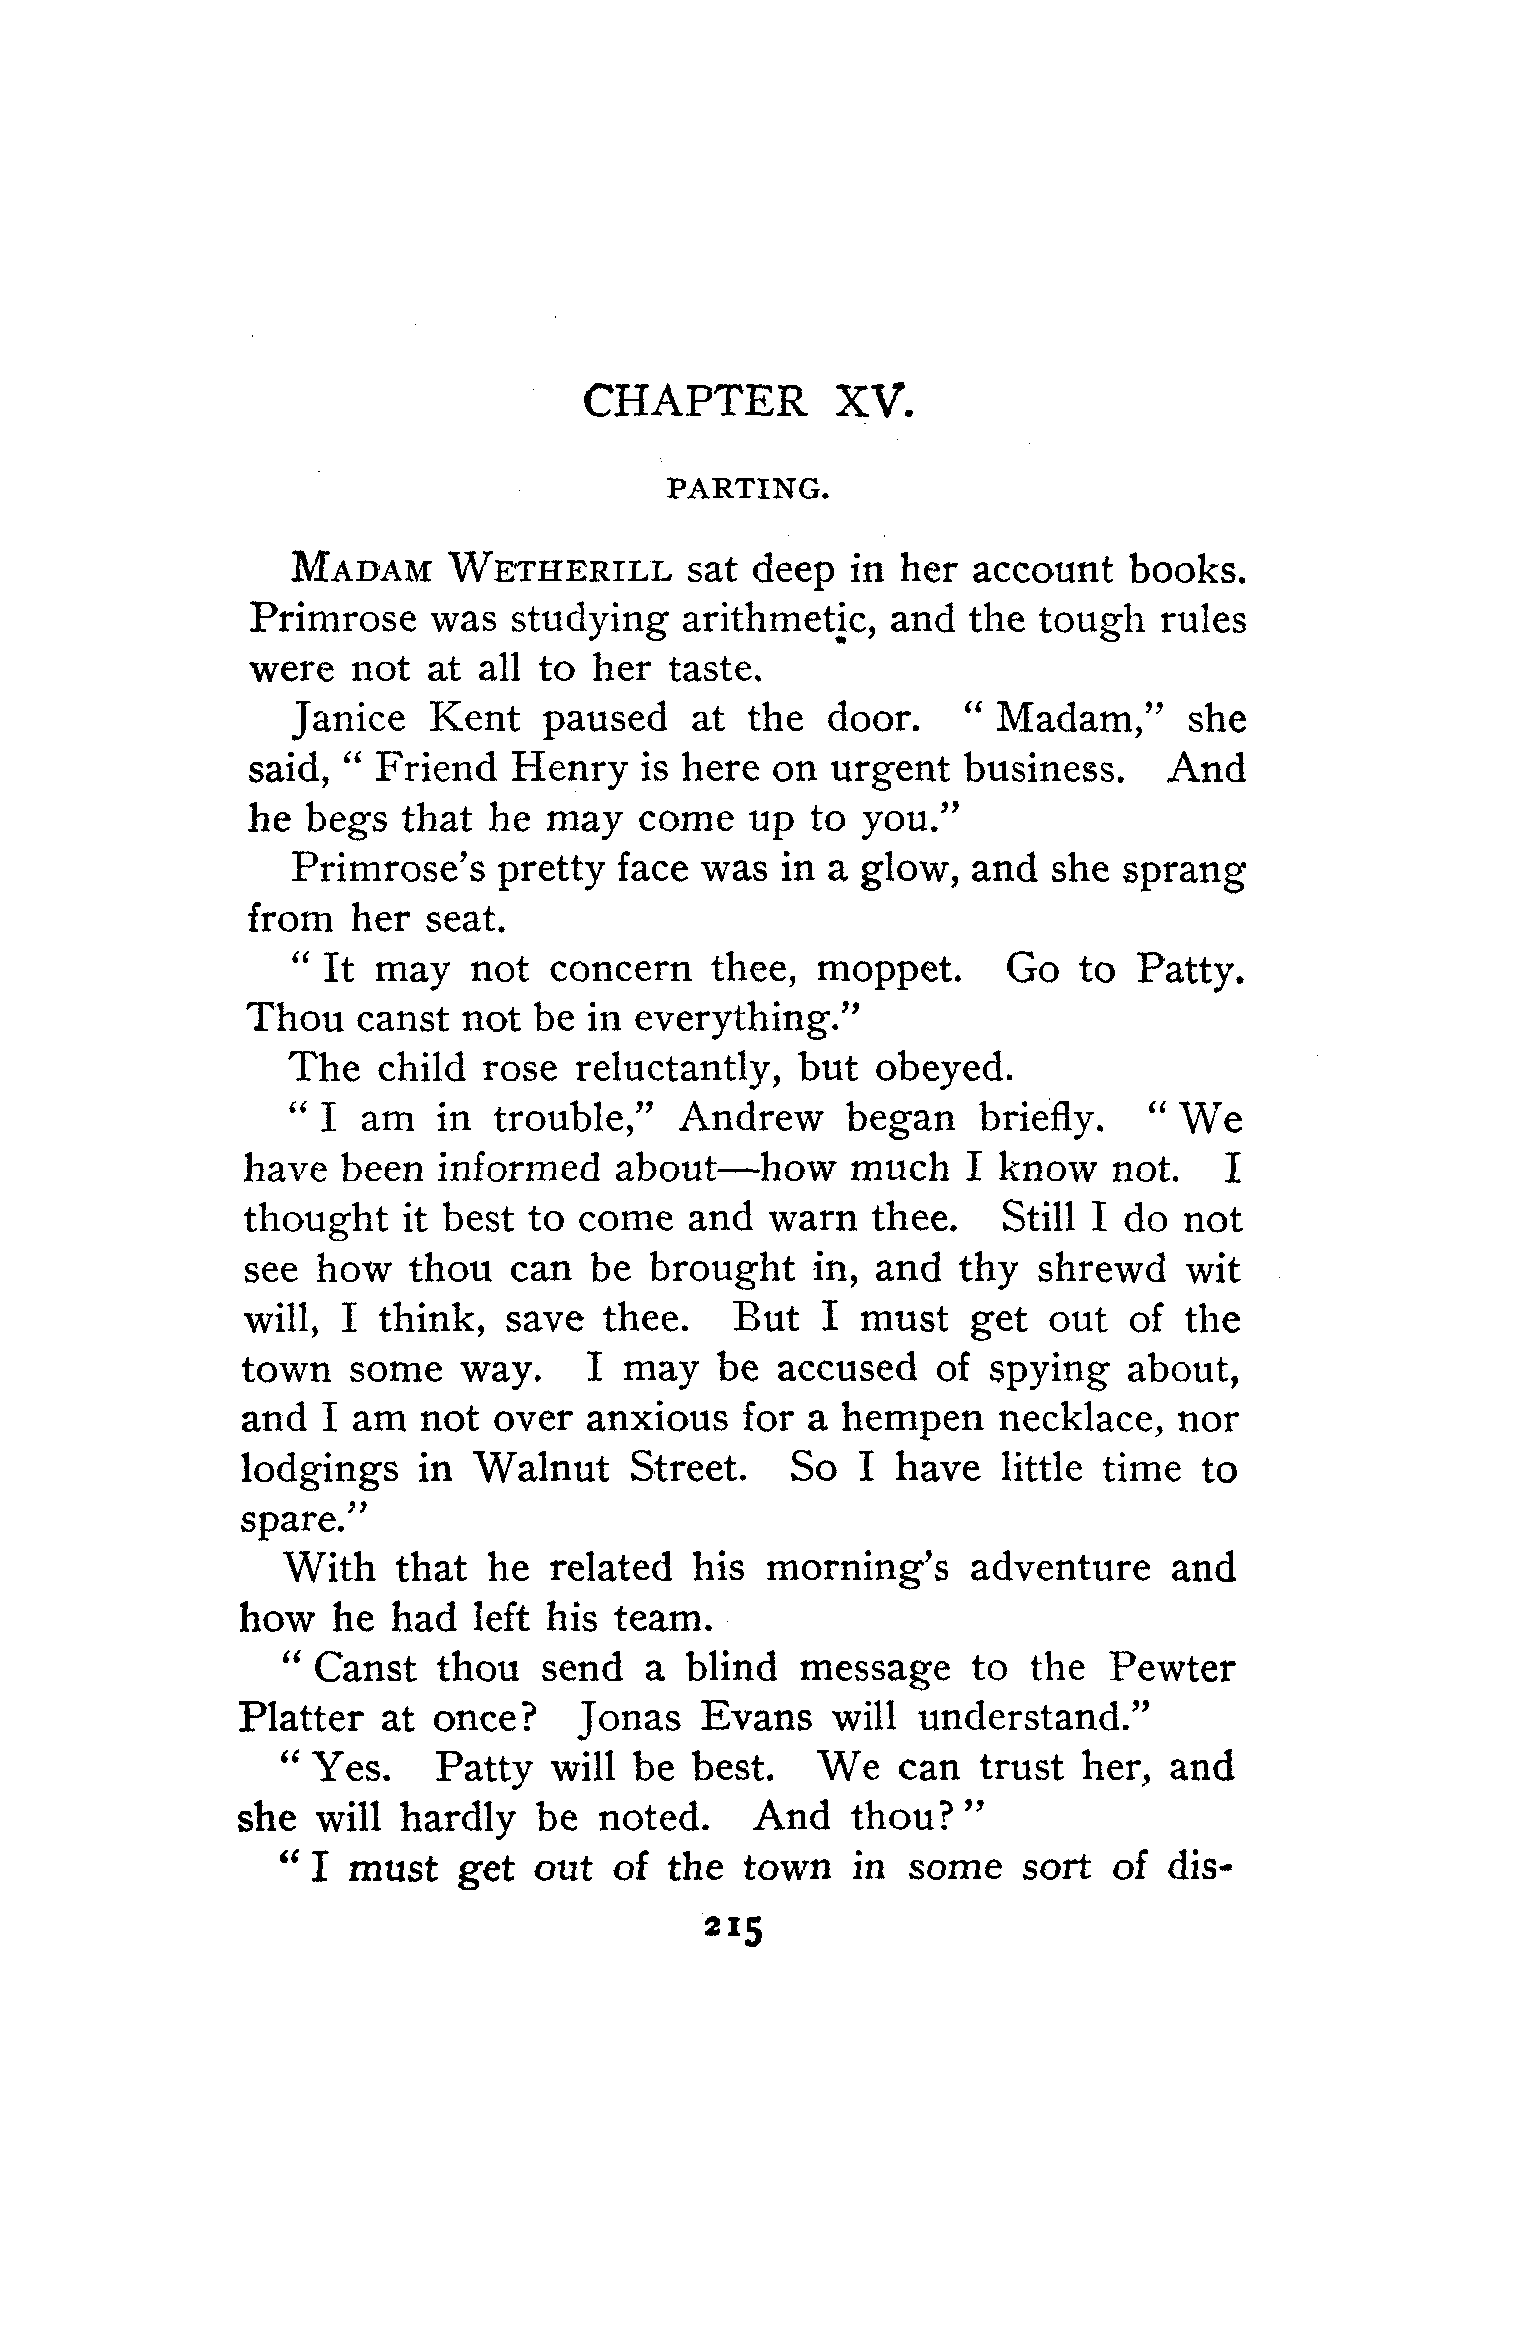 CHAPTER XV.
PARTING.
MADAM WETHERILL sat deep in her account books.
Primrose was studying arithmetic, and the tough rules
were not at all to her taste.
Janice Kent paused at the door. “ Madam,” she
said, “ Friend Henry is here on urgent business. And
he begs that he may come up to you.”
Primrose’s pretty face was in a glow, and she sprang
from her seat.
“ It may not concern thee, moppet. Go to Patty.
Thou canst not be in everything.”
The child rose reluctantly, but obeyed.
“ I am in trouble,” Andrew began briefly. “ We
have been informed about—how much I know not. I
thought it best to come and warn thee. Still I do not
see how thou can be brought in, and thy shrewd wit
will, I think, save thee. But I must get out of the
town some way. I may be accused of spying about,
and I am not over anxious for a hempen necklace, nor
lodgings in Walnut Street. So I have little time to
spare.”
With that he related his morning’s adventure and
how he had left his team.
“ Canst thou send a blind message to the Pewter
Platter at once? Jonas Evans will understand.”
“ Yes. Patty will be best. We can trust her, and
she will hardly be noted. And thou? ”
“ I must get out of the town in some sort of dis-
215